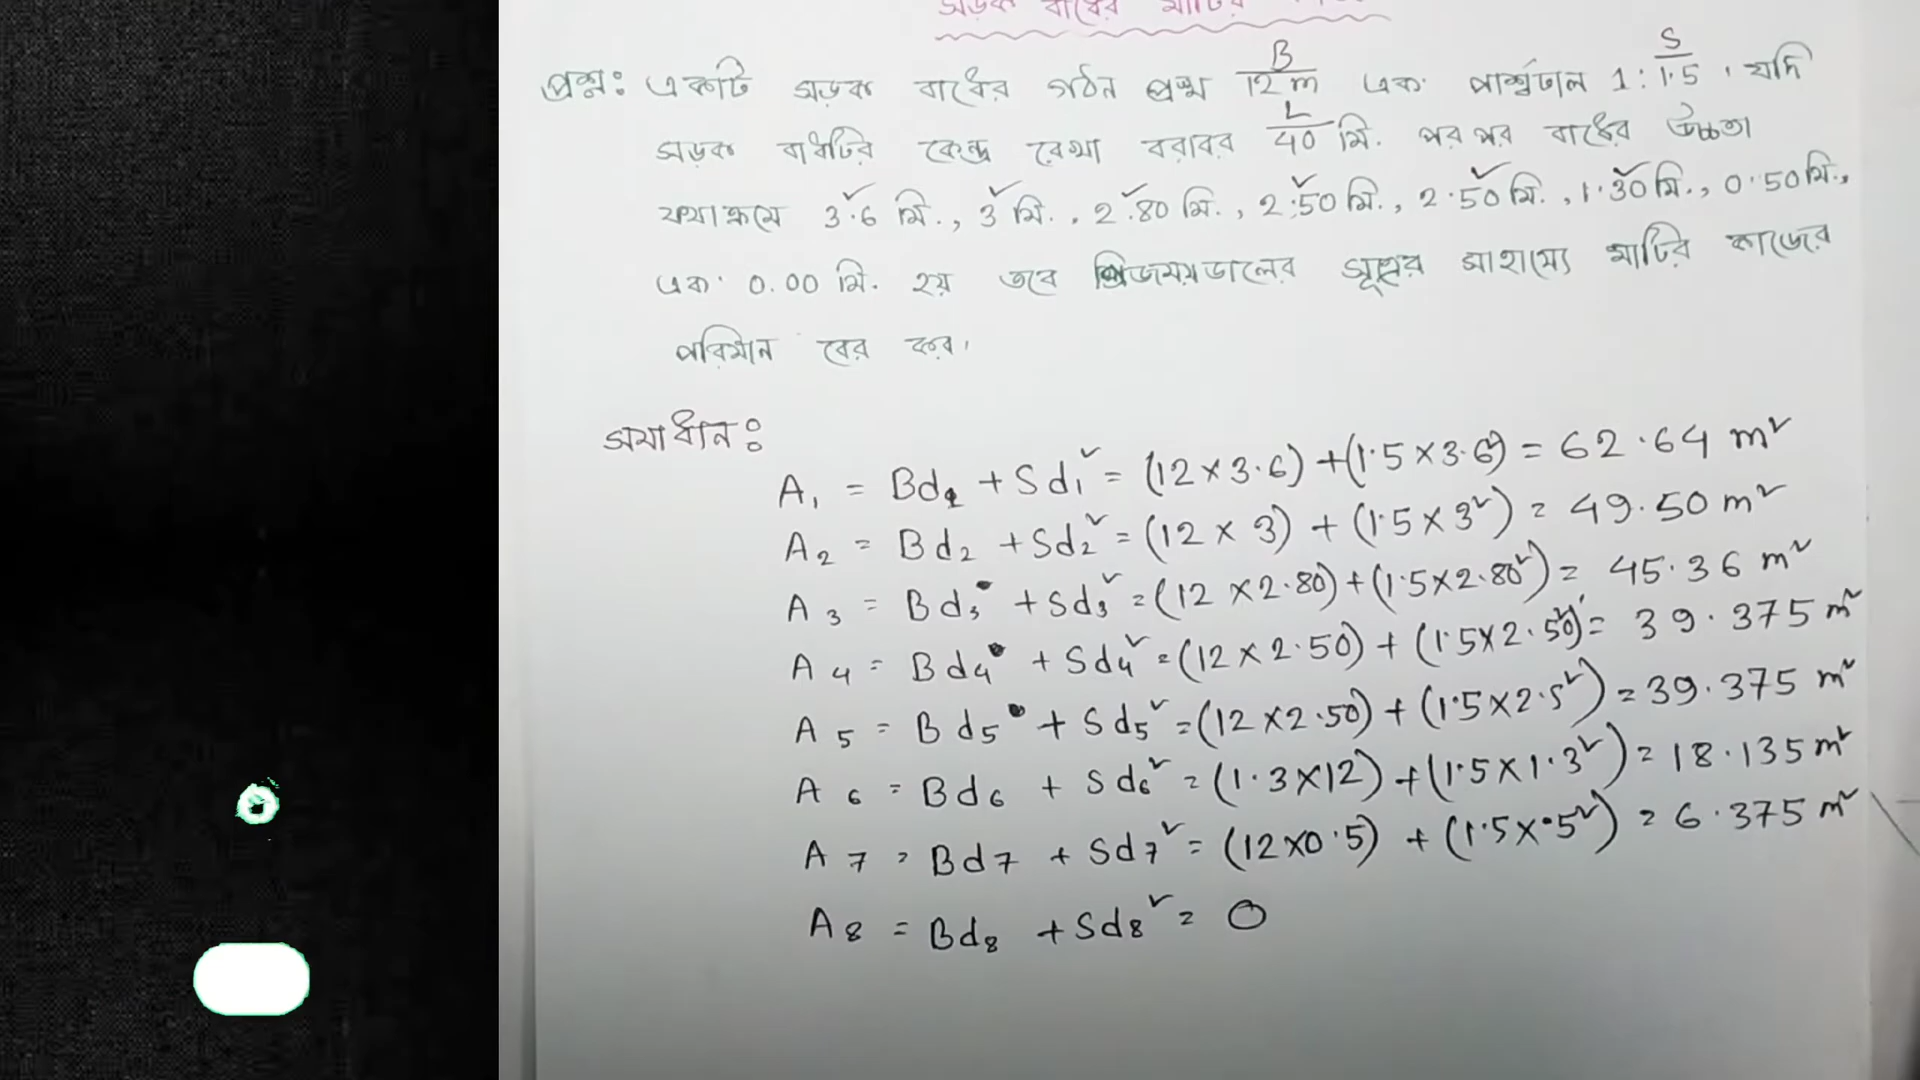 সড়ক বাধের মাটির
প্রশ্ন: একটি সড়ক বাধের গঠন প্রস্থ 12 m এবং পার্শ্বঢাল 1:1.5 । যদি
B
S
সড়ক বাধটির কেন্দ্র রেখা বরাবর 40 মি. পরপর বাধের উচ্চতা
L
যথাক্রমে 3.6 মি., 3 মি., 2.80 মি., 2.50 মি., 2.50 মি., 1.30 মি., 0.50 মি.,
এবং 0.00 মি. হয় তবে প্রিজময়ডালের সূত্রের সাহায্যে মাটির কাজের
পরিমান বের কর।
সমাধান:
A₁ = Bd₁ + Sd₁² = (12 × 3.6) + (1.5 × 3.6²) = 62.64 m²
A₂ = Bd₂ + Sd₂² = (12 × 3) + (1.5 × 3²) = 49.50 m²
A₃ = Bd₃ + Sd₃² = (12 × 2.80) + (1.5 × 2.80²) = 45.36 m²
A₄ = Bd₄ + Sd₄² = (12 × 2.50) + (1.5 × 2.50²) = 39.375 m²
A₅ = Bd₅ + Sd₅² = (12 × 2.50) + (1.5 × 2.5²) = 39.375 m²
A₆ = Bd₆ + Sd₆² = (1.3 × 12) + (1.5 × 1.3²) = 18.135 m²
A₇ = Bd₇ + Sd₇² = (12 × 0.5) + (1.5 × .5²) = 6.375 m²
A₈ = Bd₈ + Sd₈² = 0